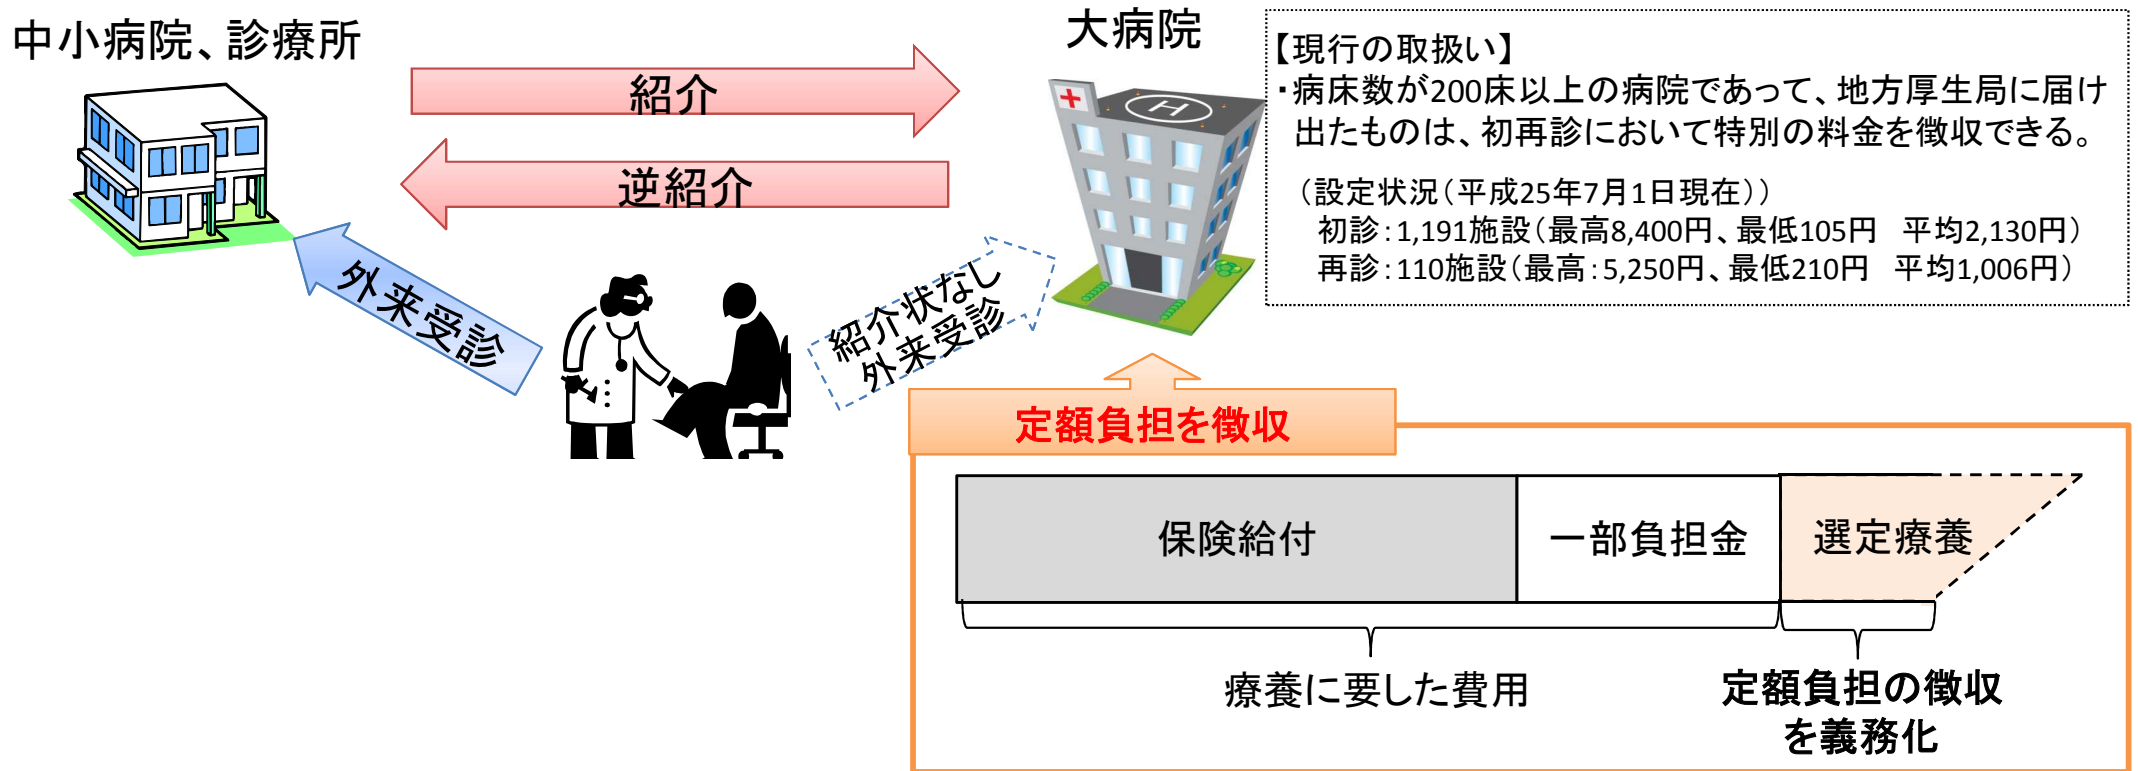 中小病院、診療所
紹介
逆紹介
大病院
【現行の取扱い】
・病床数が200床以上の病院であって、地方厚生局に届け
出たものは、初再診において特別の料金を徴収できる。
（設定状況（平成25年7月1日現在））
初診：1,191施設（最高8,400円、最低105円　平均2,130円）
再診：110施設（最高：5,250円、最低210円　平均1,006円）
外来受診
紹介状なし
外来受診
H
定額負担を徴収
保険給付
一部負担金
選定療養
療養に要した費用
定額負担の徴収
を義務化